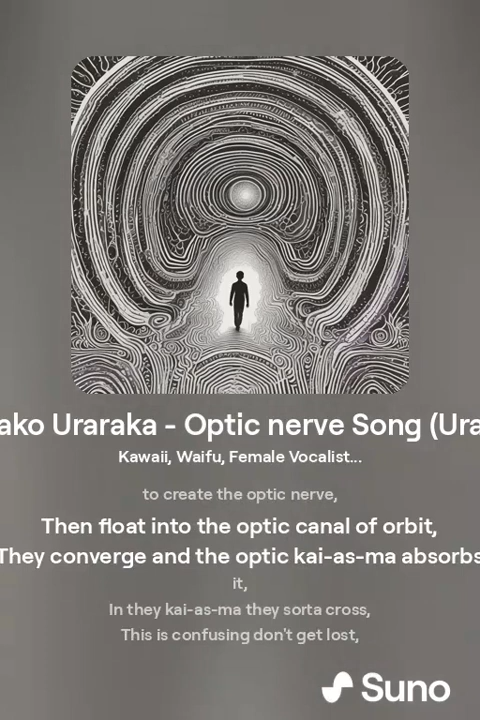 ako Uraraka - Optic nerve Song (Ura
Kawaii, Waifu, Female Vocalist...
to create the optic nerve,
Then float into the optic canal of orbit,
They converge and the optic kai-as-ma absorbs
it,
In they kai-as-ma they sorta cross,
This is confusing don't get lost,
Suno